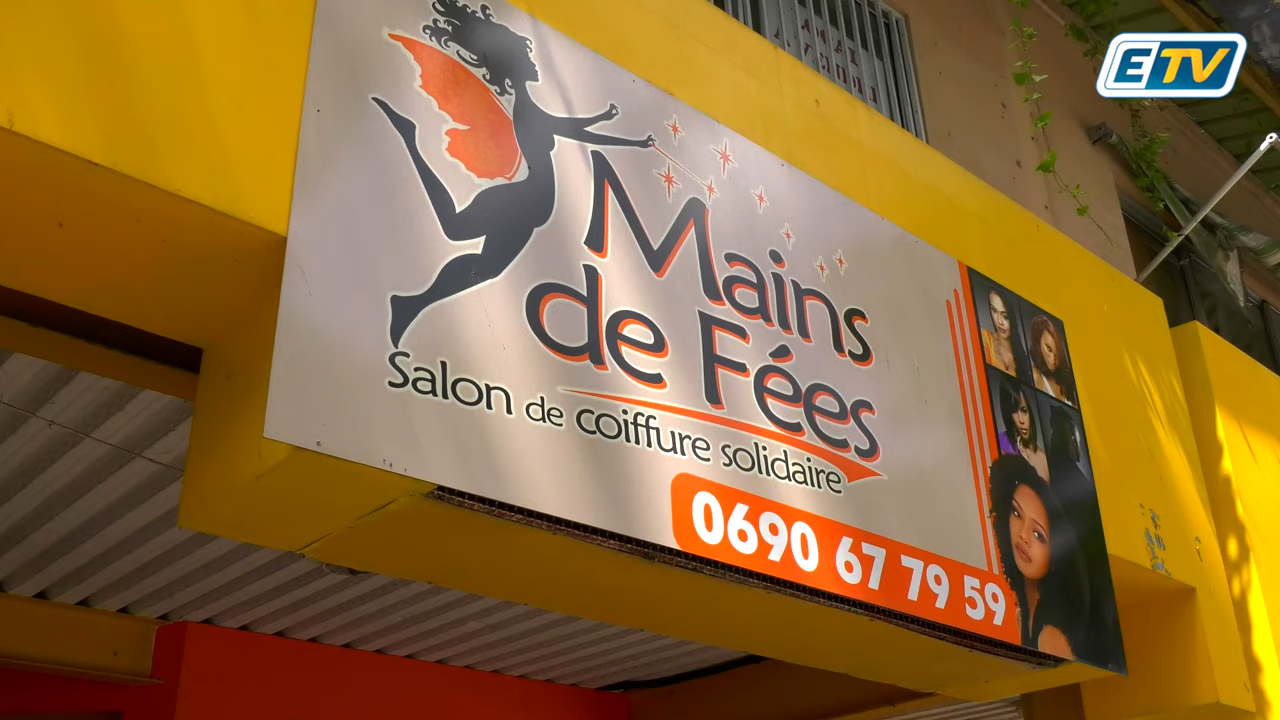 ETV
Mains
de Fées
Salon de coiffure solidaire
0690 67 79 59